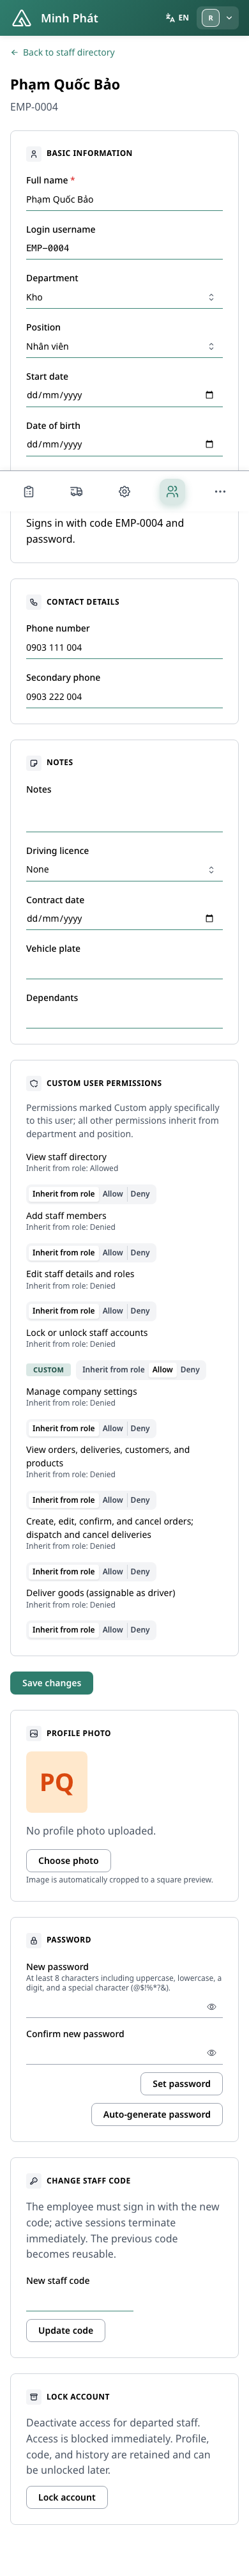 Minh Phát
EN
R
Back to staff directory
Phạm Quốc Bảo
EMP-0004
BASIC INFORMATION
Full name *
Phạm Quốc Bảo
Login username
EMP-0004
Department
Kho
Position
Nhân viên
Start date
dd/mm/yyyy
Date of birth
dd/mm/yyyy
Signs in with code EMP-0004 and
password.
CONTACT DETAILS
Phone number
0903 111 004
Secondary phone
0903 222 004
NOTES
Notes
Driving licence
None
Contract date
dd/mm/yyyy
Vehicle plate
Dependants
CUSTOM USER PERMISSIONS
Permissions marked Custom apply specifically
to this user; all other permissions inherit from
department and position.
View staff directory
Inherit from role: Allowed
Inherit from role Allow Deny
Add staff members
Inherit from role: Denied
Inherit from role Allow Deny
Edit staff details and roles
Inherit from role: Denied
Inherit from role Allow Deny
Lock or unlock staff accounts
Inherit from role: Denied
CUSTOM Inherit from role Allow Deny
Manage company settings
Inherit from role: Denied
Inherit from role Allow Deny
View orders, deliveries, customers, and
products
Inherit from role: Denied
Inherit from role Allow Deny
Create, edit, confirm, and cancel orders;
dispatch and cancel deliveries
Inherit from role: Denied
Inherit from role Allow Deny
Deliver goods (assignable as driver)
Inherit from role: Denied
Inherit from role Allow Deny
Save changes
PROFILE PHOTO
PQ
No profile photo uploaded.
Choose photo
Image is automatically cropped to a square preview.
PASSWORD
New password
At least 8 characters including uppercase, lowercase, a
digit, and a special character (@$!%*?&).
Confirm new password
Set password
Auto-generate password
CHANGE STAFF CODE
The employee must sign in with the new
code; active sessions terminate
immediately. The previous code
becomes reusable.
New staff code
Update code
LOCK ACCOUNT
Deactivate access for departed staff.
Access is blocked immediately. Profile,
code, and history are retained and can
be unlocked later.
Lock account